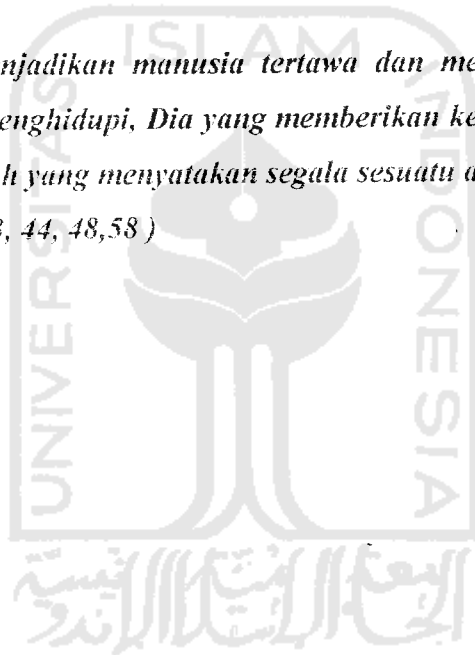 njadikan manusia tertawa dan me
enghidupi, Dia yang memberikan ke
h yang menyatakan segala sesuatu a
, 44, 48,58 )
ISLAM
UNIVERSITAS
INDONESIA